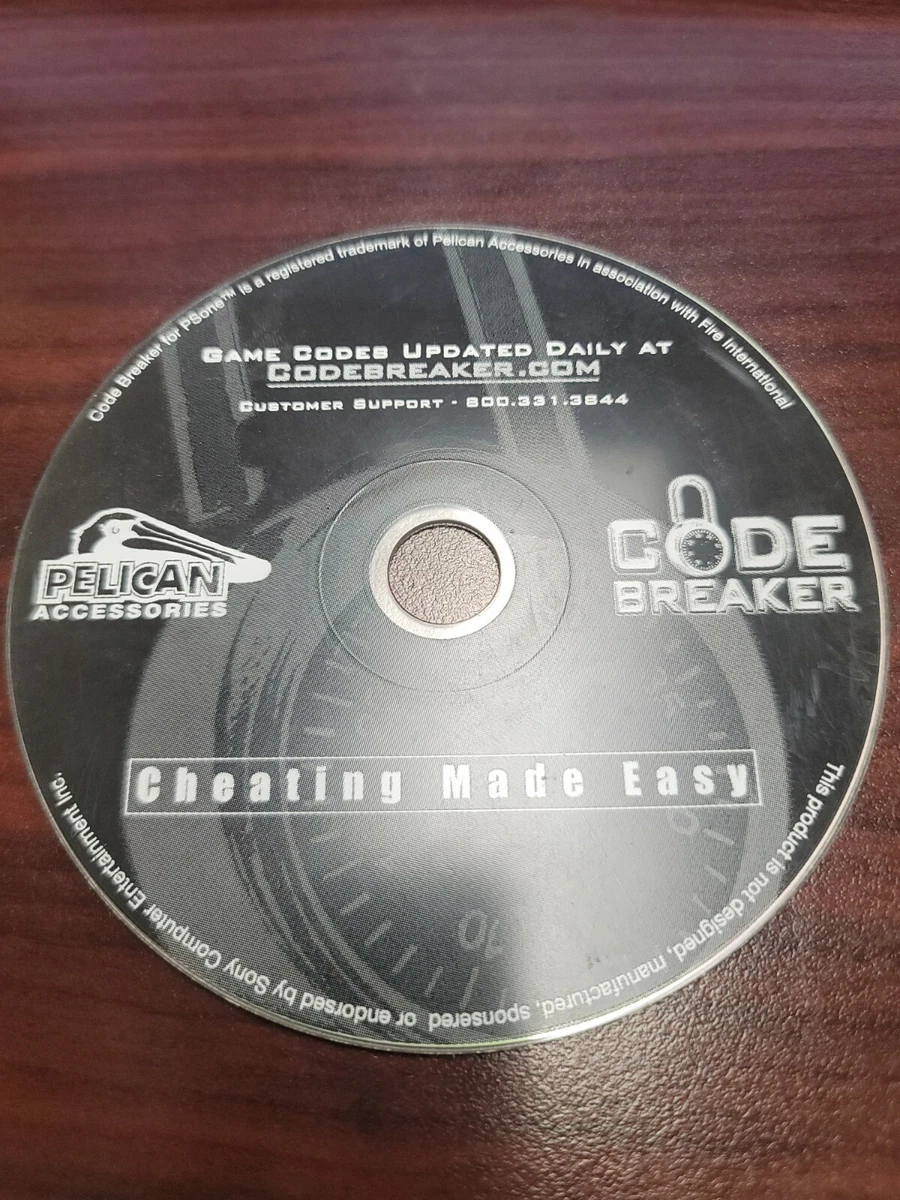 Code Breaker for PSone™ is a registered trademark of Pelican Accessories in association with Fire International
GAME CODES UPDATED DAILY AT
CODEBREAKER.COM
CUSTOMER SUPPORT - 800.331.3844
PELICAN
ACCESSORIES
CODE
BREAKER
Cheating Made Easy
10
This product is not designed, manufactured, sponsered, or endorsed by Sony Computer Entertainment Inc.